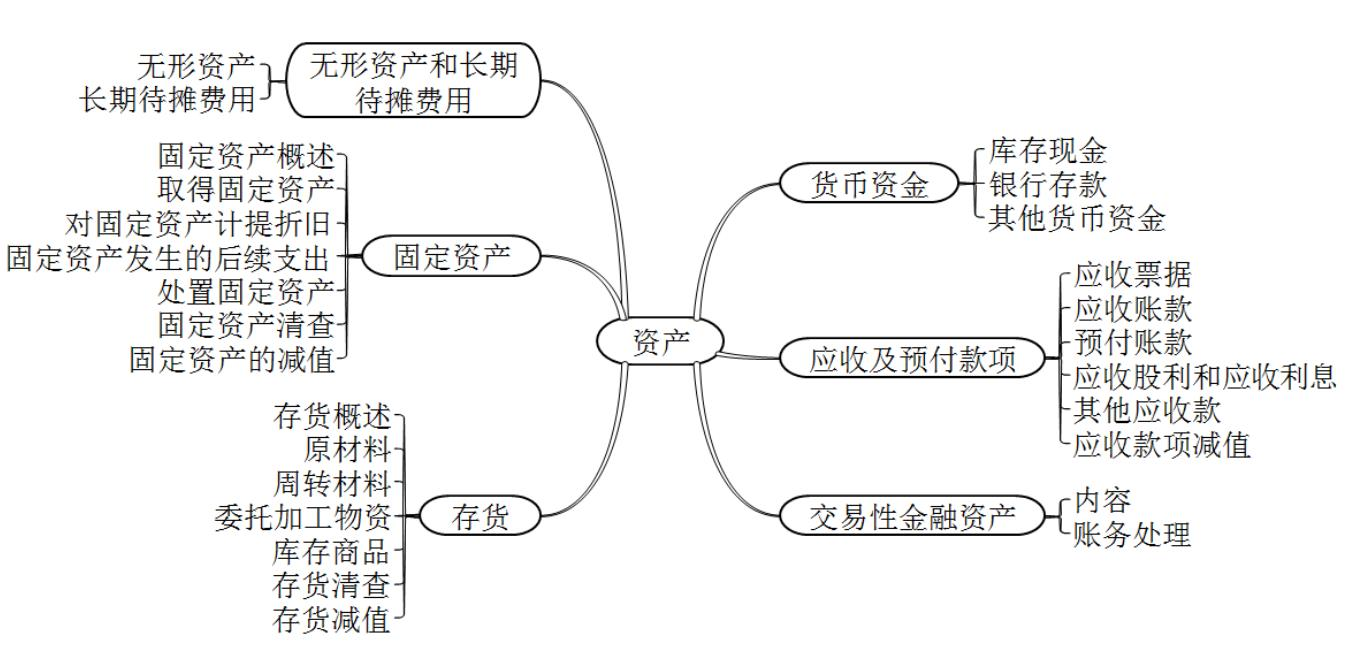 资产
货币资金
库存现金
银行存款
其他货币资金
应收及预付款项
应收票据
应收账款
预付账款
应收股利和应收利息
其他应收款
应收款项减值
交易性金融资产
内容
账务处理
无形资产和长期
待摊费用
无形资产
长期待摊费用
固定资产
固定资产概述
取得固定资产
对固定资产计提折旧
固定资产发生的后续支出
处置固定资产
固定资产清查
固定资产的减值
存货
存货概述
原材料
周转材料
委托加工物资
库存商品
存货清查
存货减值